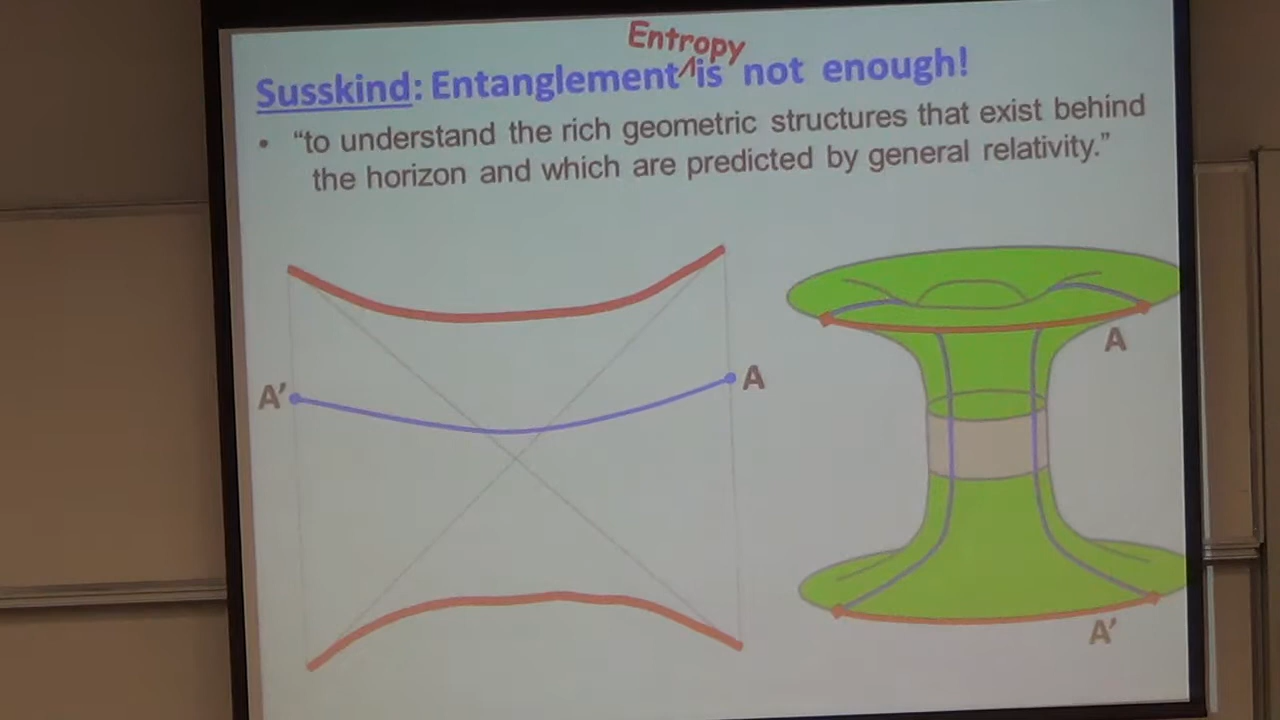 Entropy
Susskind: Entanglement ^ is not enough!
• “to understand the rich geometric structures that exist behind
the horizon and which are predicted by general relativity.”
A' A
A
A'